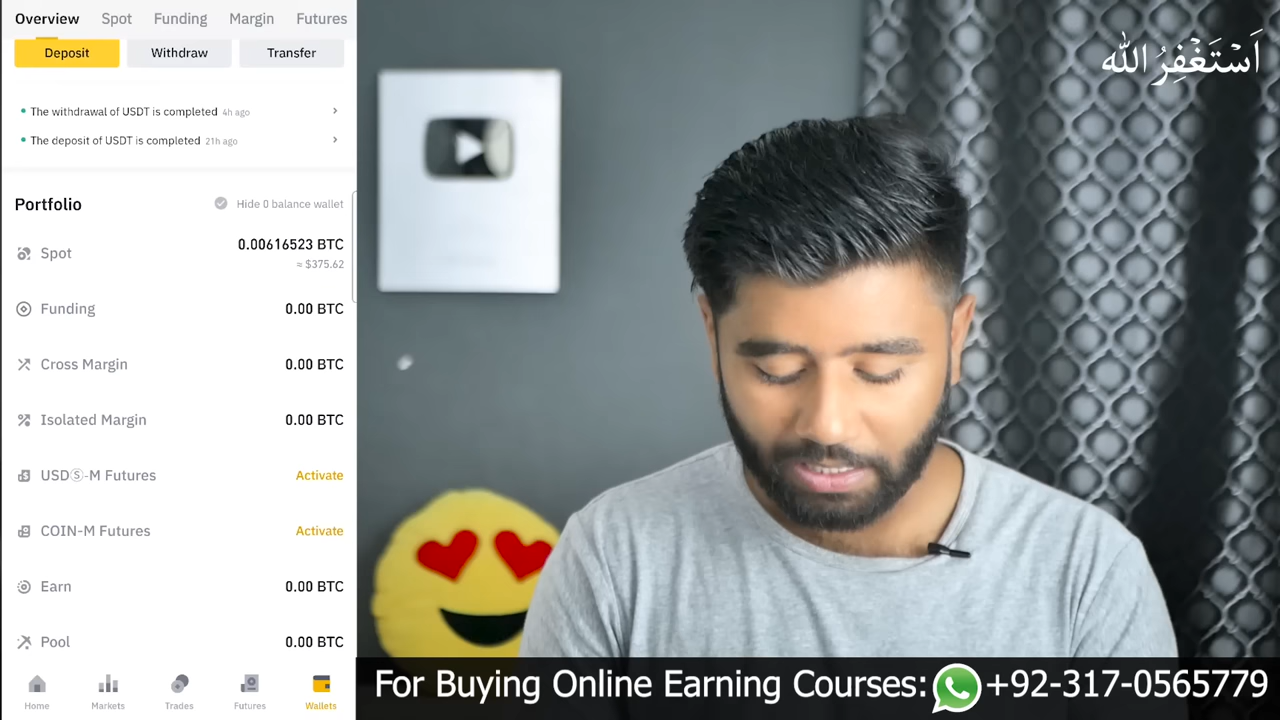 Overview Spot Funding Margin Futures
Deposit Withdraw Transfer
The withdrawal of USDT is completed 4h ago
The deposit of USDT is completed 21h ago
Portfolio Hide 0 balance wallet
Spot 0.00616523 BTC
≈ $375.62
Funding 0.00 BTC
Cross Margin 0.00 BTC
Isolated Margin 0.00 BTC
USDⓈ-M Futures Activate
COIN-M Futures Activate
Earn 0.00 BTC
Pool 0.00 BTC
Home Markets Trades Futures Wallets
اَسْتَغْفِرُ اللّٰه
For Buying Online Earning Courses: +92-317-0565779